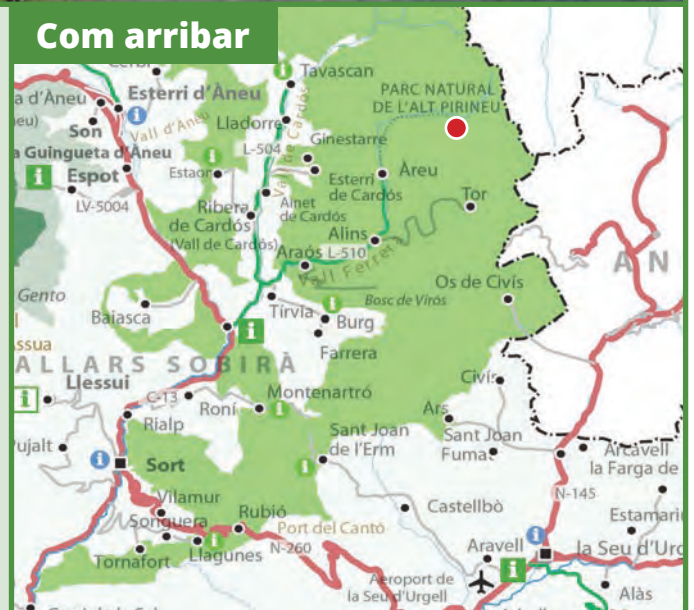 Com arribar
Tavascan
PARC NATURAL
DE L'ALT PIRINEU
a d'Àneu
Esterri d'Àneu
Lladorre
Son
Vall d'Àneu
Vall de Cardós
Ginestarre
a Guingueta d'Àneu
L-504
Espot
Estaon
Esterri
de Cardós
Àreu
LV-5004
Ainet
de Cardós
Tor
Ribera
de Cardós
(Vall de Cardós)
Alins
Araós
L-510
Vall Ferrera
AN
Gento
Os de Civís
Bosc de Virós
Baiasca
Tírvia
Burg
Farrera
ssua
ALLARS SOBIRÀ
Llessui
Civís
C-13
Roní
Montenartró
Rialp
Ars
ujalt
Sant Joan
de l'Erm
Sant Joan
Fumat
Arcavell
la Farga de
Sort
N-145
Vilamur
Castellbò
Soriguera
Rubió
Port del Cantó
Aravell
la Seu d'Urg
Tornafort
Llagunes
N-260
Aeroport de
la Seu d'Urgell
Alàs